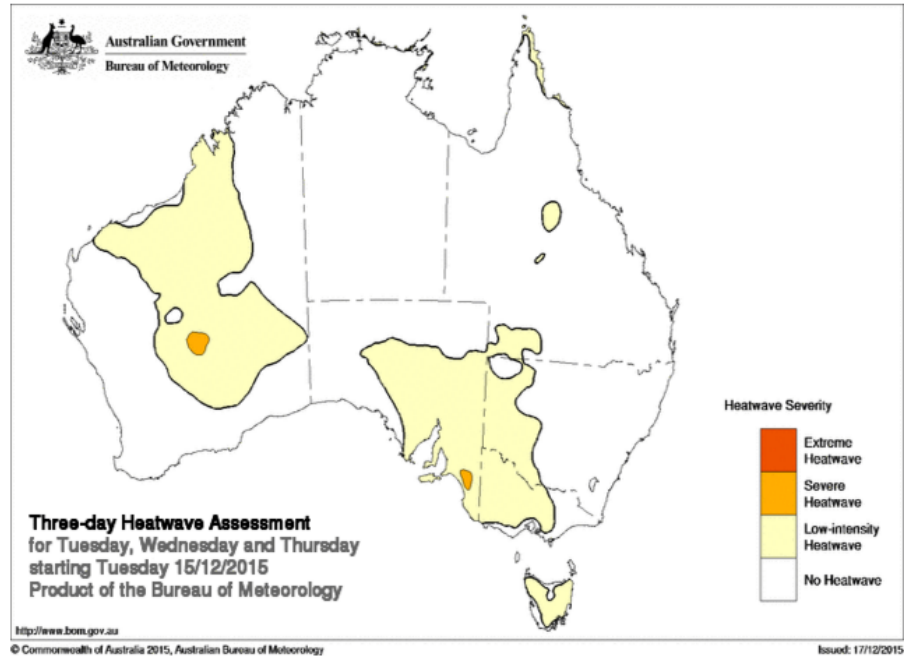 Australian Government
Bureau of Meteorology
Heatwave Severity
Extreme
Heatwave
Severe
Heatwave
Low-intensity
Heatwave
No Heatwave
Three-day Heatwave Assessment
for Tuesday, Wednesday and Thursday
starting Tuesday 15/12/2015
Product of the Bureau of Meteorology
http://www.bom.gov.au
© Commonwealth of Australia 2015, Australian Bureau of Meteorology
Issued: 17/12/2015